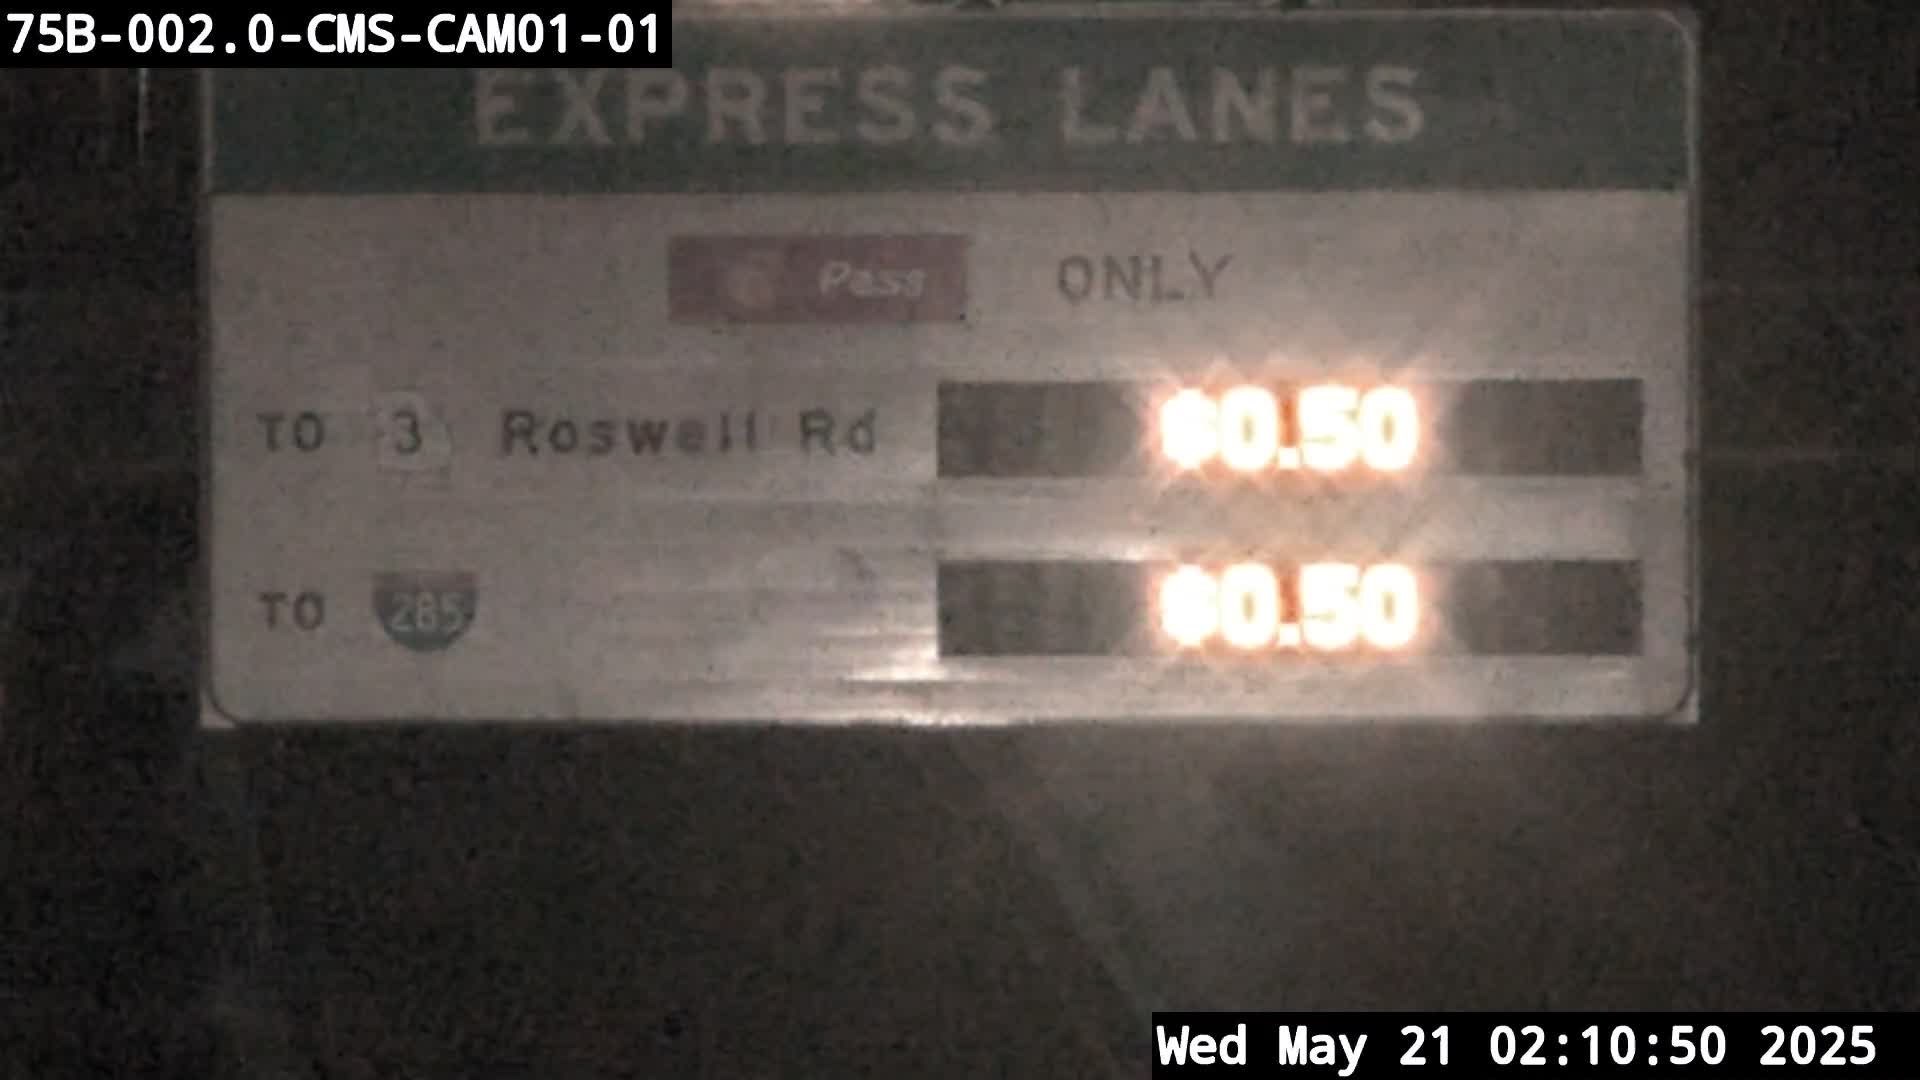 75B-002.0-CMS-CAM01-01
EXPRESS LANES
Pass ONLY
TO 3 Roswell Rd $0.50
TO 285 $0.50
Wed May 21 02:10:50 2025